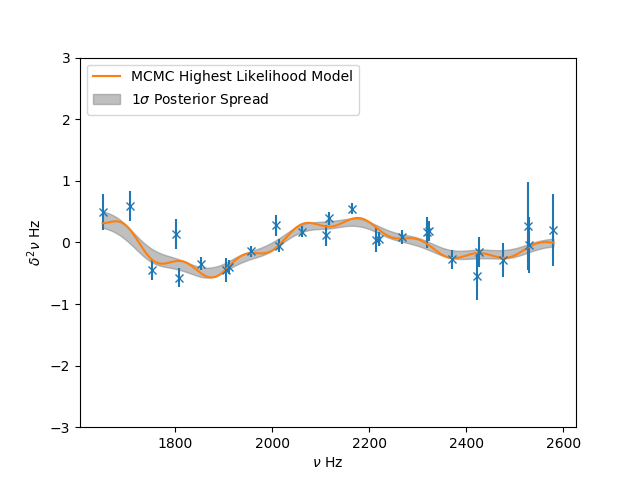 3
2
1
0
−1
−2
−3
δ²ν Hz
MCMC Highest Likelihood Model
1σ Posterior Spread
1800 2000 2200 2400 2600
ν Hz